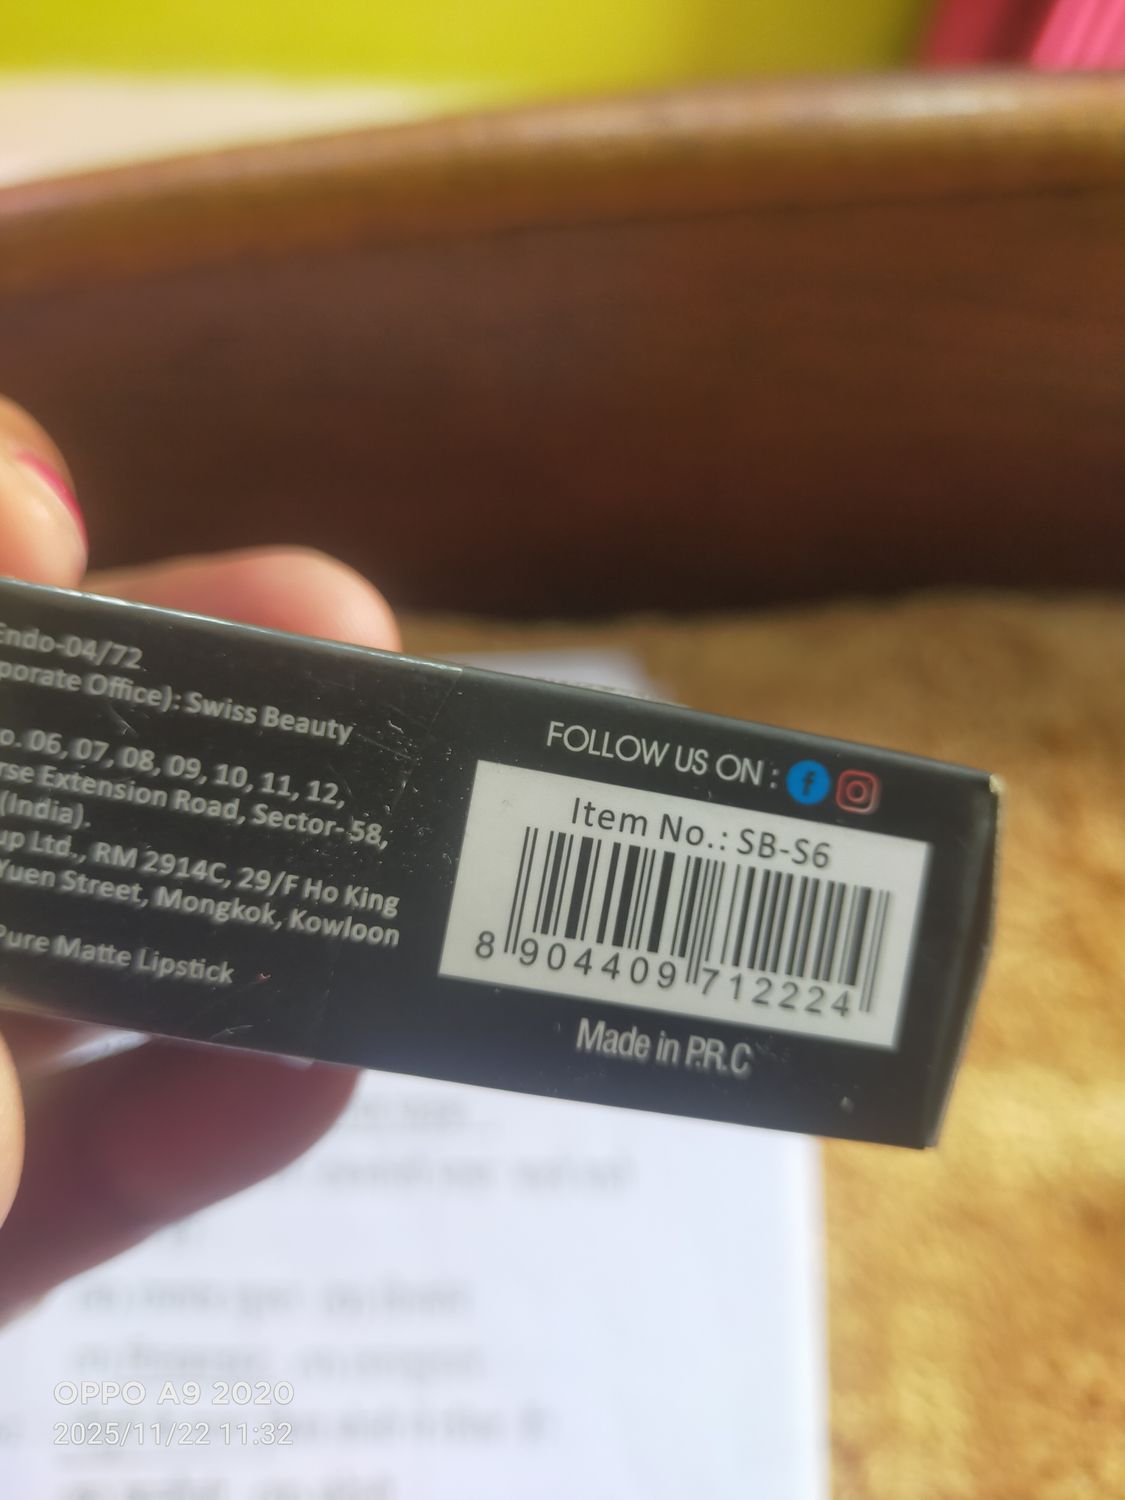 Endo-04/72
porate Office): Swiss Beauty
o. 06, 07, 08, 09, 10, 11, 12,
rse Extension Road, Sector- 58,
(India).
up Ltd., RM 2914C, 29/F Ho King
Yuen Street, Mongkok, Kowloon
Pure Matte Lipstick
FOLLOW US ON :
Item No.: SB-S6
8 904409 712224
Made in P.R.C
OPPO A9 2020
2025/11/22 11:32